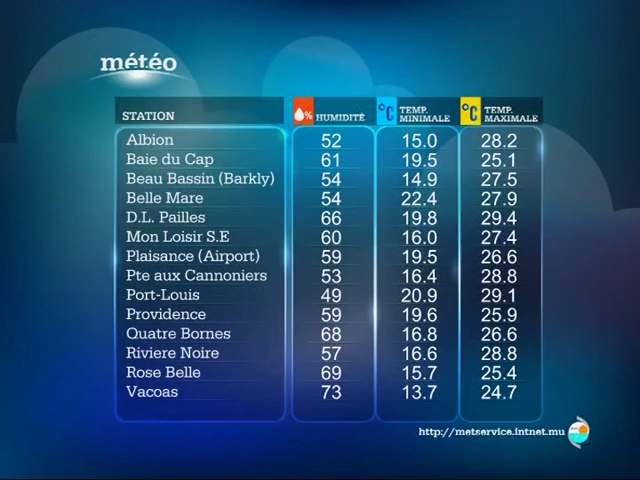 météo
STATION % HUMIDITÉ °C TEMP. MINIMALE °C TEMP. MAXIMALE
Albion 52 15.0 28.2
Baie du Cap 61 19.5 25.1
Beau Bassin (Barkly) 54 14.9 27.5
Belle Mare 54 22.4 27.9
D.L. Pailles 66 19.8 29.4
Mon Loisir S.E 60 16.0 27.4
Plaisance (Airport) 59 19.5 26.6
Pte aux Cannoniers 53 16.4 28.8
Port-Louis 49 20.9 29.1
Providence 59 19.6 25.9
Quatre Bornes 68 16.8 26.6
Riviere Noire 57 16.6 28.8
Rose Belle 69 15.7 25.4
Vacoas 73 13.7 24.7
http://metservice.intnet.mu